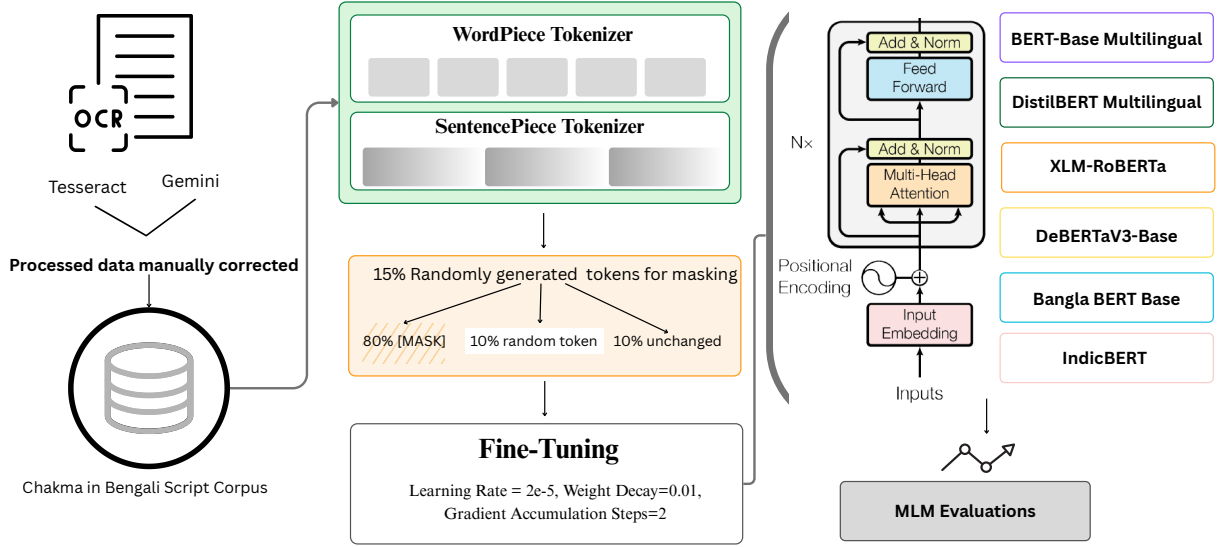 OCR
Tesseract
Gemini
Processed data manually corrected
Chakma in Bengali Script Corpus
WordPiece Tokenizer
SentencePiece Tokenizer
15% Randomly generated tokens for masking
80% [MASK]
10% random token
10% unchanged
Fine-Tuning
Learning Rate = 2e-5, Weight Decay=0.01,
Gradient Accumulation Steps=2
N×
Add & Norm
Feed
Forward
Add & Norm
Multi-Head
Attention
Positional
Encoding
Input
Embedding
Inputs
BERT-Base Multilingual
DistilBERT Multilingual
XLM-RoBERTa
DeBERTaV3-Base
Bangla BERT Base
IndicBERT
MLM Evaluations